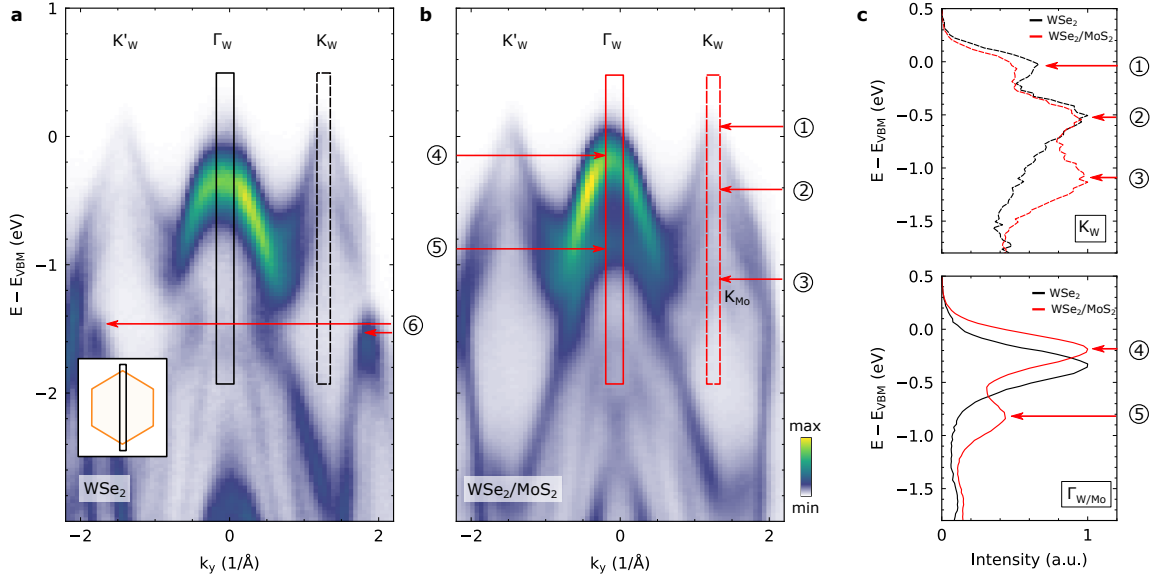 a
K'W ΓW KW
1
0
−1
−2
E − EVBM (eV)
−2 0 2
ky (1/Å)
WSe2
⑥
b
K'W ΓW KW
①
②
③
④
⑤
KMo
WSe2/MoS2
max
min
−2 0 2
ky (1/Å)
c
0.5
0.0
−0.5
−1.0
−1.5
E − EVBM (eV)
WSe2
WSe2/MoS2
①
②
③
KW
0.5
0.0
−0.5
−1.0
−1.5
E − EVBM (eV)
WSe2
WSe2/MoS2
④
⑤
ΓW/Mo
0 1
Intensity (a.u.)